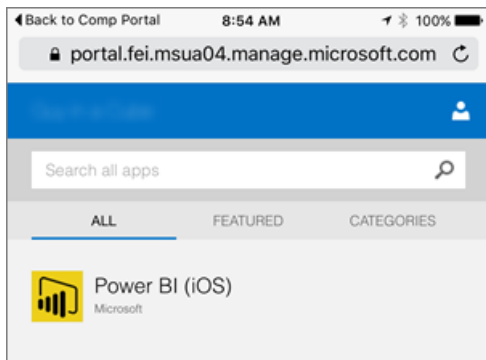 Back to Comp Portal 8:54 AM 100%
portal.fei.msua04.manage.microsoft.com
Search all apps
ALL FEATURED CATEGORIES
Power BI (iOS)
Microsoft